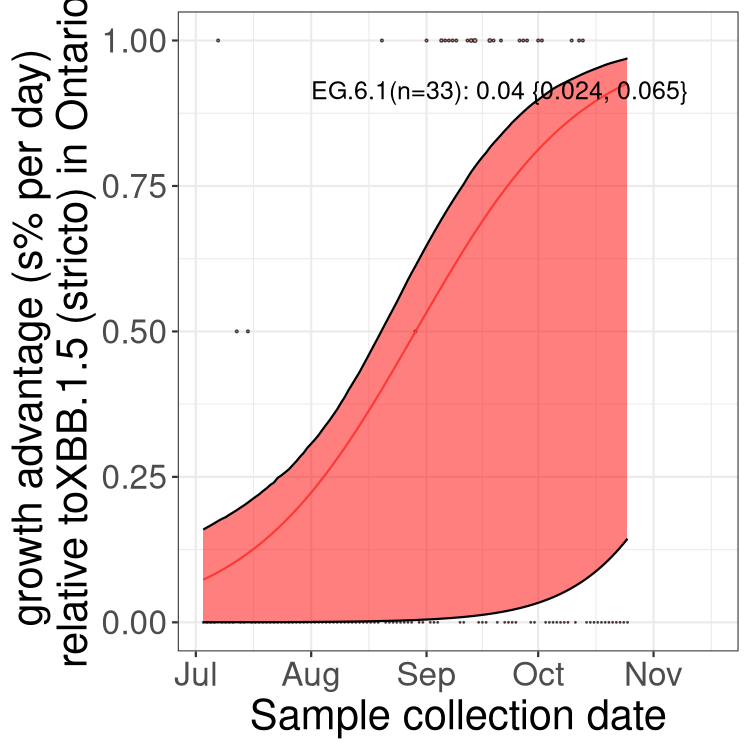 growth advantage (s% per day)
relative toXBB.1.5 (stricto) in Ontario
1.00
0.75
0.50
0.25
0.00
EG.6.1(n=33): 0.04 {0.024, 0.065}
Jul Aug Sep Oct Nov
Sample collection date